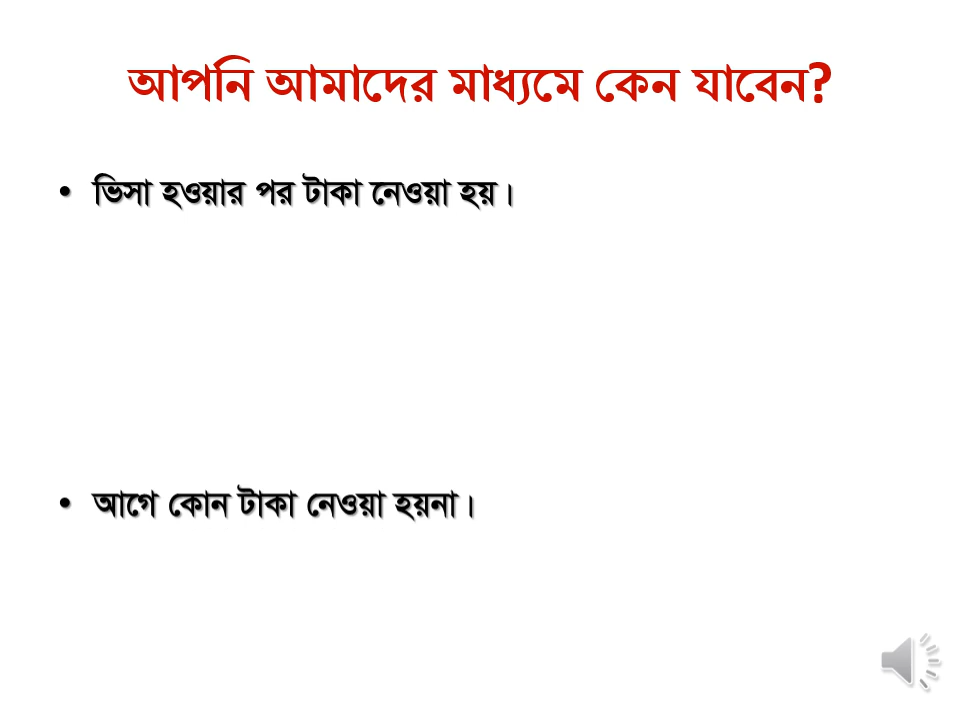 আপনি আমাদের মাধ্যমে কেন যাবেন?
• ভিসা হওয়ার পর টাকা নেওয়া হয়।
• আগে কোন টাকা নেওয়া হয়না।